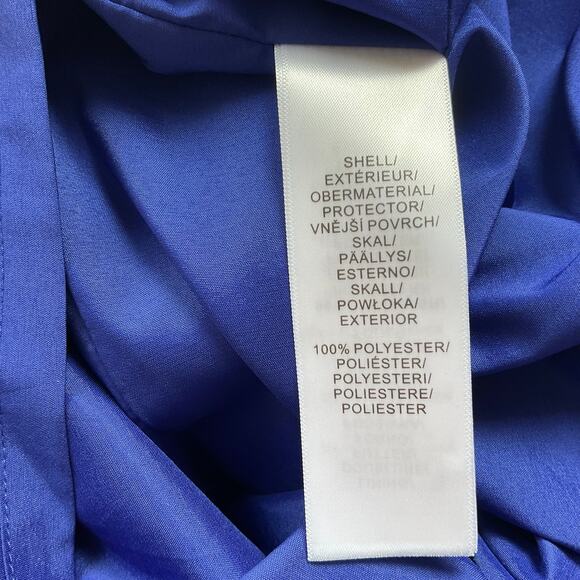 SHELL/
EXTÉRIEUR/
OBERMATERIAL/
PROTECTOR/
VNĚJŠÍ POVRCH/
SKAL/
PÄÄLLYS/
ESTERNO/
SKALL/
POWŁOKA/
EXTERIOR
100% POLYESTER/
POLIÉSTER/
POLYESTERI/
POLIESTERE/
POLIESTER